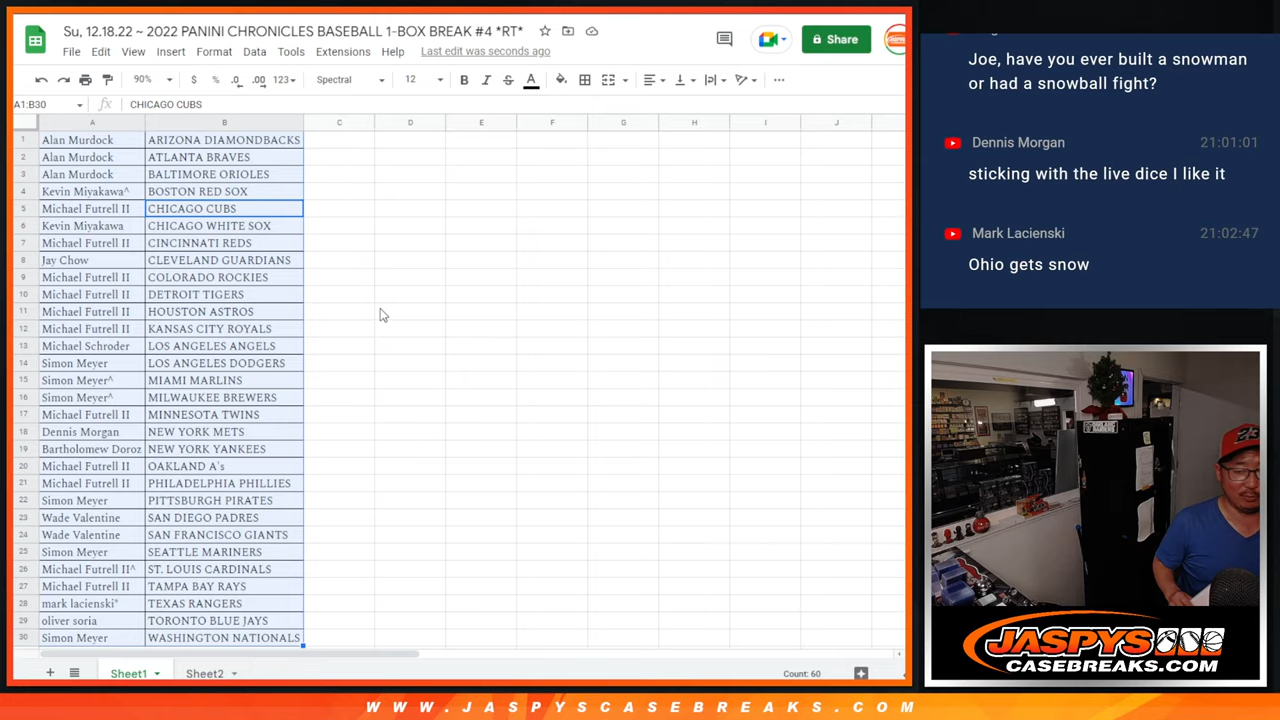 Su, 12.18.22 ~ 2022 PANINI CHRONICLES BASEBALL 1-BOX BREAK #4 *RT*
File Edit View Insert Format Data Tools Extensions Help Last edit was seconds ago
Share
90% $ % .0 .00 123 Spectral 12 B I S A
A1:B30 fx CHICAGO CUBS
A B C D E F G H I J
1 Alan Murdock ARIZONA DIAMONDBACKS
2 Alan Murdock ATLANTA BRAVES
3 Alan Murdock BALTIMORE ORIOLES
4 Kevin Miyakawa^ BOSTON RED SOX
5 Michael Futrell II CHICAGO CUBS
6 Kevin Miyakawa CHICAGO WHITE SOX
7 Michael Futrell II CINCINNATI REDS
8 Jay Chow CLEVELAND GUARDIANS
9 Michael Futrell II COLORADO ROCKIES
10 Michael Futrell II DETROIT TIGERS
11 Michael Futrell II HOUSTON ASTROS
12 Michael Futrell II KANSAS CITY ROYALS
13 Michael Schroder LOS ANGELES ANGELS
14 Simon Meyer LOS ANGELES DODGERS
15 Simon Meyer^ MIAMI MARLINS
16 Simon Meyer^ MILWAUKEE BREWERS
17 Michael Futrell II MINNESOTA TWINS
18 Dennis Morgan NEW YORK METS
19 Bartholomew Doroz NEW YORK YANKEES
20 Michael Futrell II OAKLAND A's
21 Michael Futrell II PHILADELPHIA PHILLIES
22 Simon Meyer PITTSBURGH PIRATES
23 Wade Valentine SAN DIEGO PADRES
24 Wade Valentine SAN FRANCISCO GIANTS
25 Simon Meyer SEATTLE MARINERS
26 Michael Futrell II^ ST. LOUIS CARDINALS
27 Michael Futrell II TAMPA BAY RAYS
28 mark lacienski* TEXAS RANGERS
29 oliver soria TORONTO BLUE JAYS
30 Simon Meyer WASHINGTON NATIONALS
Sheet1 Sheet2 Count: 60
Joe, have you ever built a snowman
or had a snowball fight?
Dennis Morgan 21:01:01
sticking with the live dice I like it
Mark Lacienski 21:02:47
Ohio gets snow
23
JASPYS
CASEBREAKS.COM
WWW.JASPYSCASEBREAKS.COM